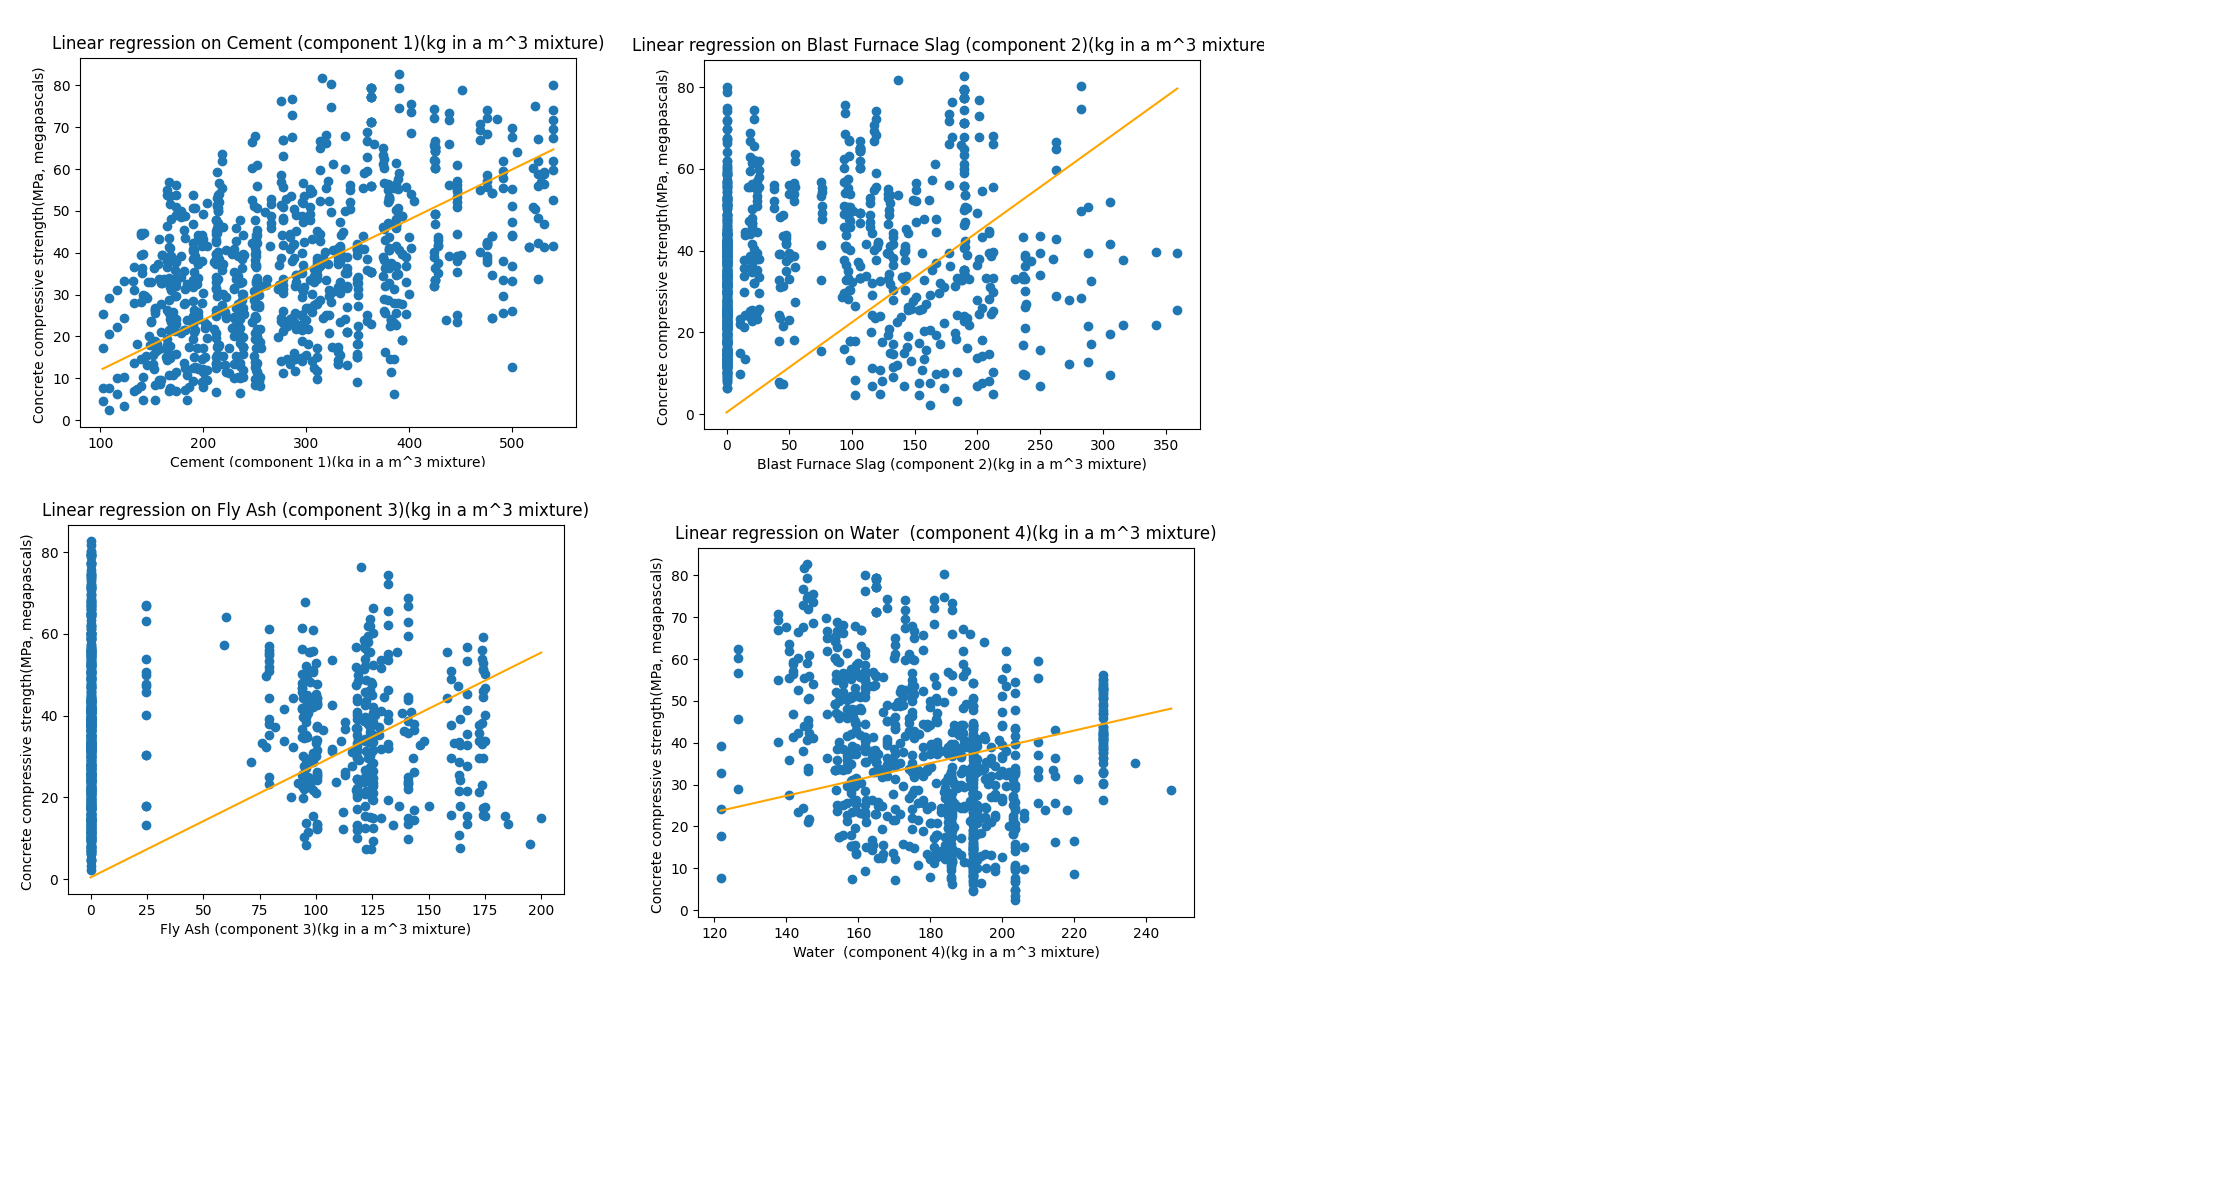 Linear regression on Cement (component 1)(kg in a m^3 mixture)
Concrete compressive strength(MPa, megapascals)
80
70
60
50
40
30
20
10
0
100 200 300 400 500
Cement (component 1)(kg in a m^3 mixture)
Linear regression on Blast Furnace Slag (component 2)(kg in a m^3 mixture
Concrete compressive strength(MPa, megapascals)
80
60
40
20
0
0 50 100 150 200 250 300 350
Blast Furnace Slag (component 2)(kg in a m^3 mixture)
Linear regression on Fly Ash (component 3)(kg in a m^3 mixture)
Concrete compressive strength(MPa, megapascals)
80
60
40
20
0
0 25 50 75 100 125 150 175 200
Fly Ash (component 3)(kg in a m^3 mixture)
Linear regression on Water  (component 4)(kg in a m^3 mixture)
Concrete compressive strength(MPa, megapascals)
80
70
60
50
40
30
20
10
0
120 140 160 180 200 220 240
Water  (component 4)(kg in a m^3 mixture)